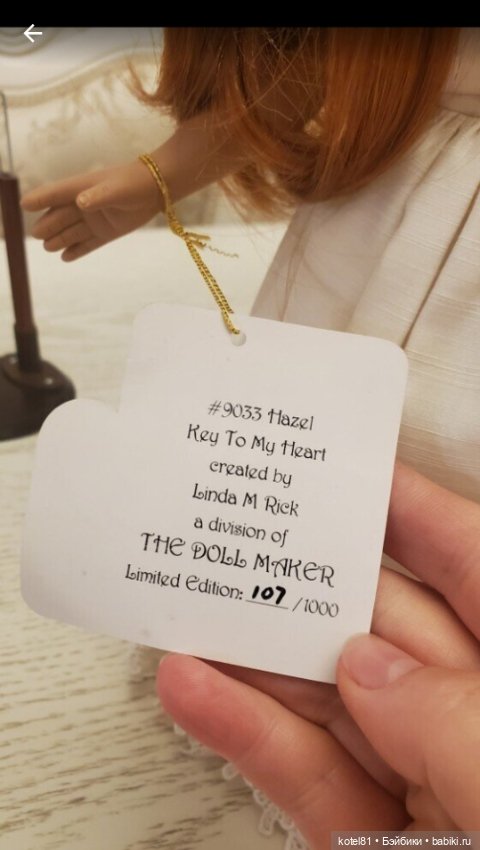 #9033 Hazel
Key To My Heart
created by
Linda M Rick
a division of
THE DOLL MAKER
Limited Edition: 107 /1000
kotel81 • Бэйбики • babiki.ru